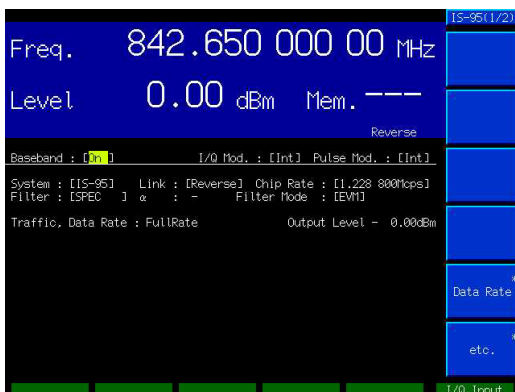 IS-95(1/2)
Freq. 842.650 000 00 MHz
Level 0.00 dBm Mem.---
Reverse
Baseband : [On ] I/Q Mod. : [Int] Pulse Mod. : [Int]
System : [IS-95] Link : [Reverse] Chip Rate : [1.228 800Mcps]
Filter : [SPEC ] α : - Filter Mode : [EVM]
Traffic, Data Rate : FullRate Output Level - 0.00dBm
*
Data Rate
*
etc.
I/Q Input